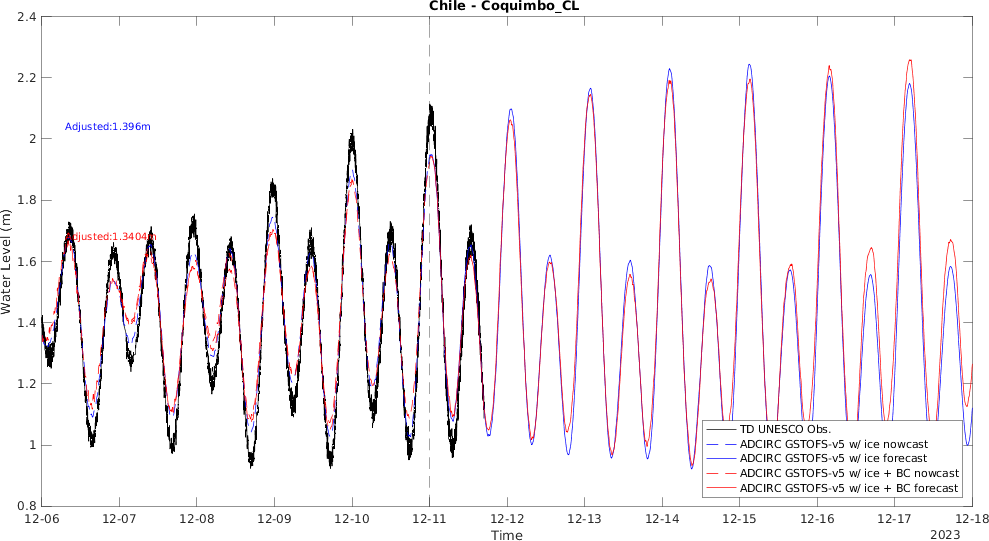 Chile - Coquimbo_CL
2.4
2.2
2
1.8
1.6
1.4
1.2
1
0.8
Water Level (m)
Adjusted:1.396m
Adjusted:1.3404m
TD UNESCO Obs.
ADCIRC GSTOFS-v5 w/ ice nowcast
ADCIRC GSTOFS-v5 w/ ice forecast
ADCIRC GSTOFS-v5 w/ ice + BC nowcast
ADCIRC GSTOFS-v5 w/ ice + BC forecast
12-06 12-07 12-08 12-09 12-10 12-11 12-12 12-13 12-14 12-15 12-16 12-17 12-18
Time
2023